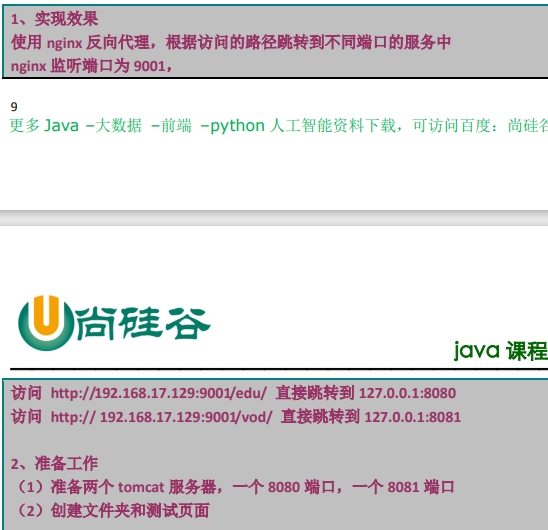 1、实现效果
使用 nginx 反向代理，根据访问的路径跳转到不同端口的服务中
nginx 监听端口为 9001，
9
更多 Java –大数据 –前端 –python 人工智能资料下载，可访问百度：尚硅谷
尚硅谷
java 课程
访问 http://192.168.17.129:9001/edu/ 直接跳转到 127.0.0.1:8080
访问 http:// 192.168.17.129:9001/vod/ 直接跳转到 127.0.0.1:8081
2、准备工作
（1）准备两个 tomcat 服务器，一个 8080 端口，一个 8081 端口
（2）创建文件夹和测试页面